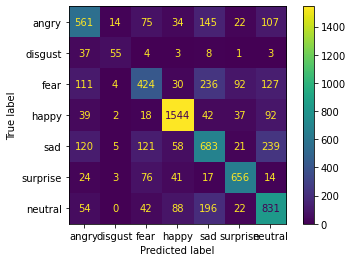 angry 561 14 75 34 145 22 107
disgust 37 55 4 3 8 1 3
fear 111 4 424 30 236 92 127
happy 39 2 18 1544 42 37 92
sad 120 5 121 58 683 21 239
surprise 24 3 76 41 17 656 14
neutral 54 0 42 88 196 22 831
angry disgust fear happy sad surprise neutral
Predicted label
True label
1400
1200
1000
800
600
400
200
0